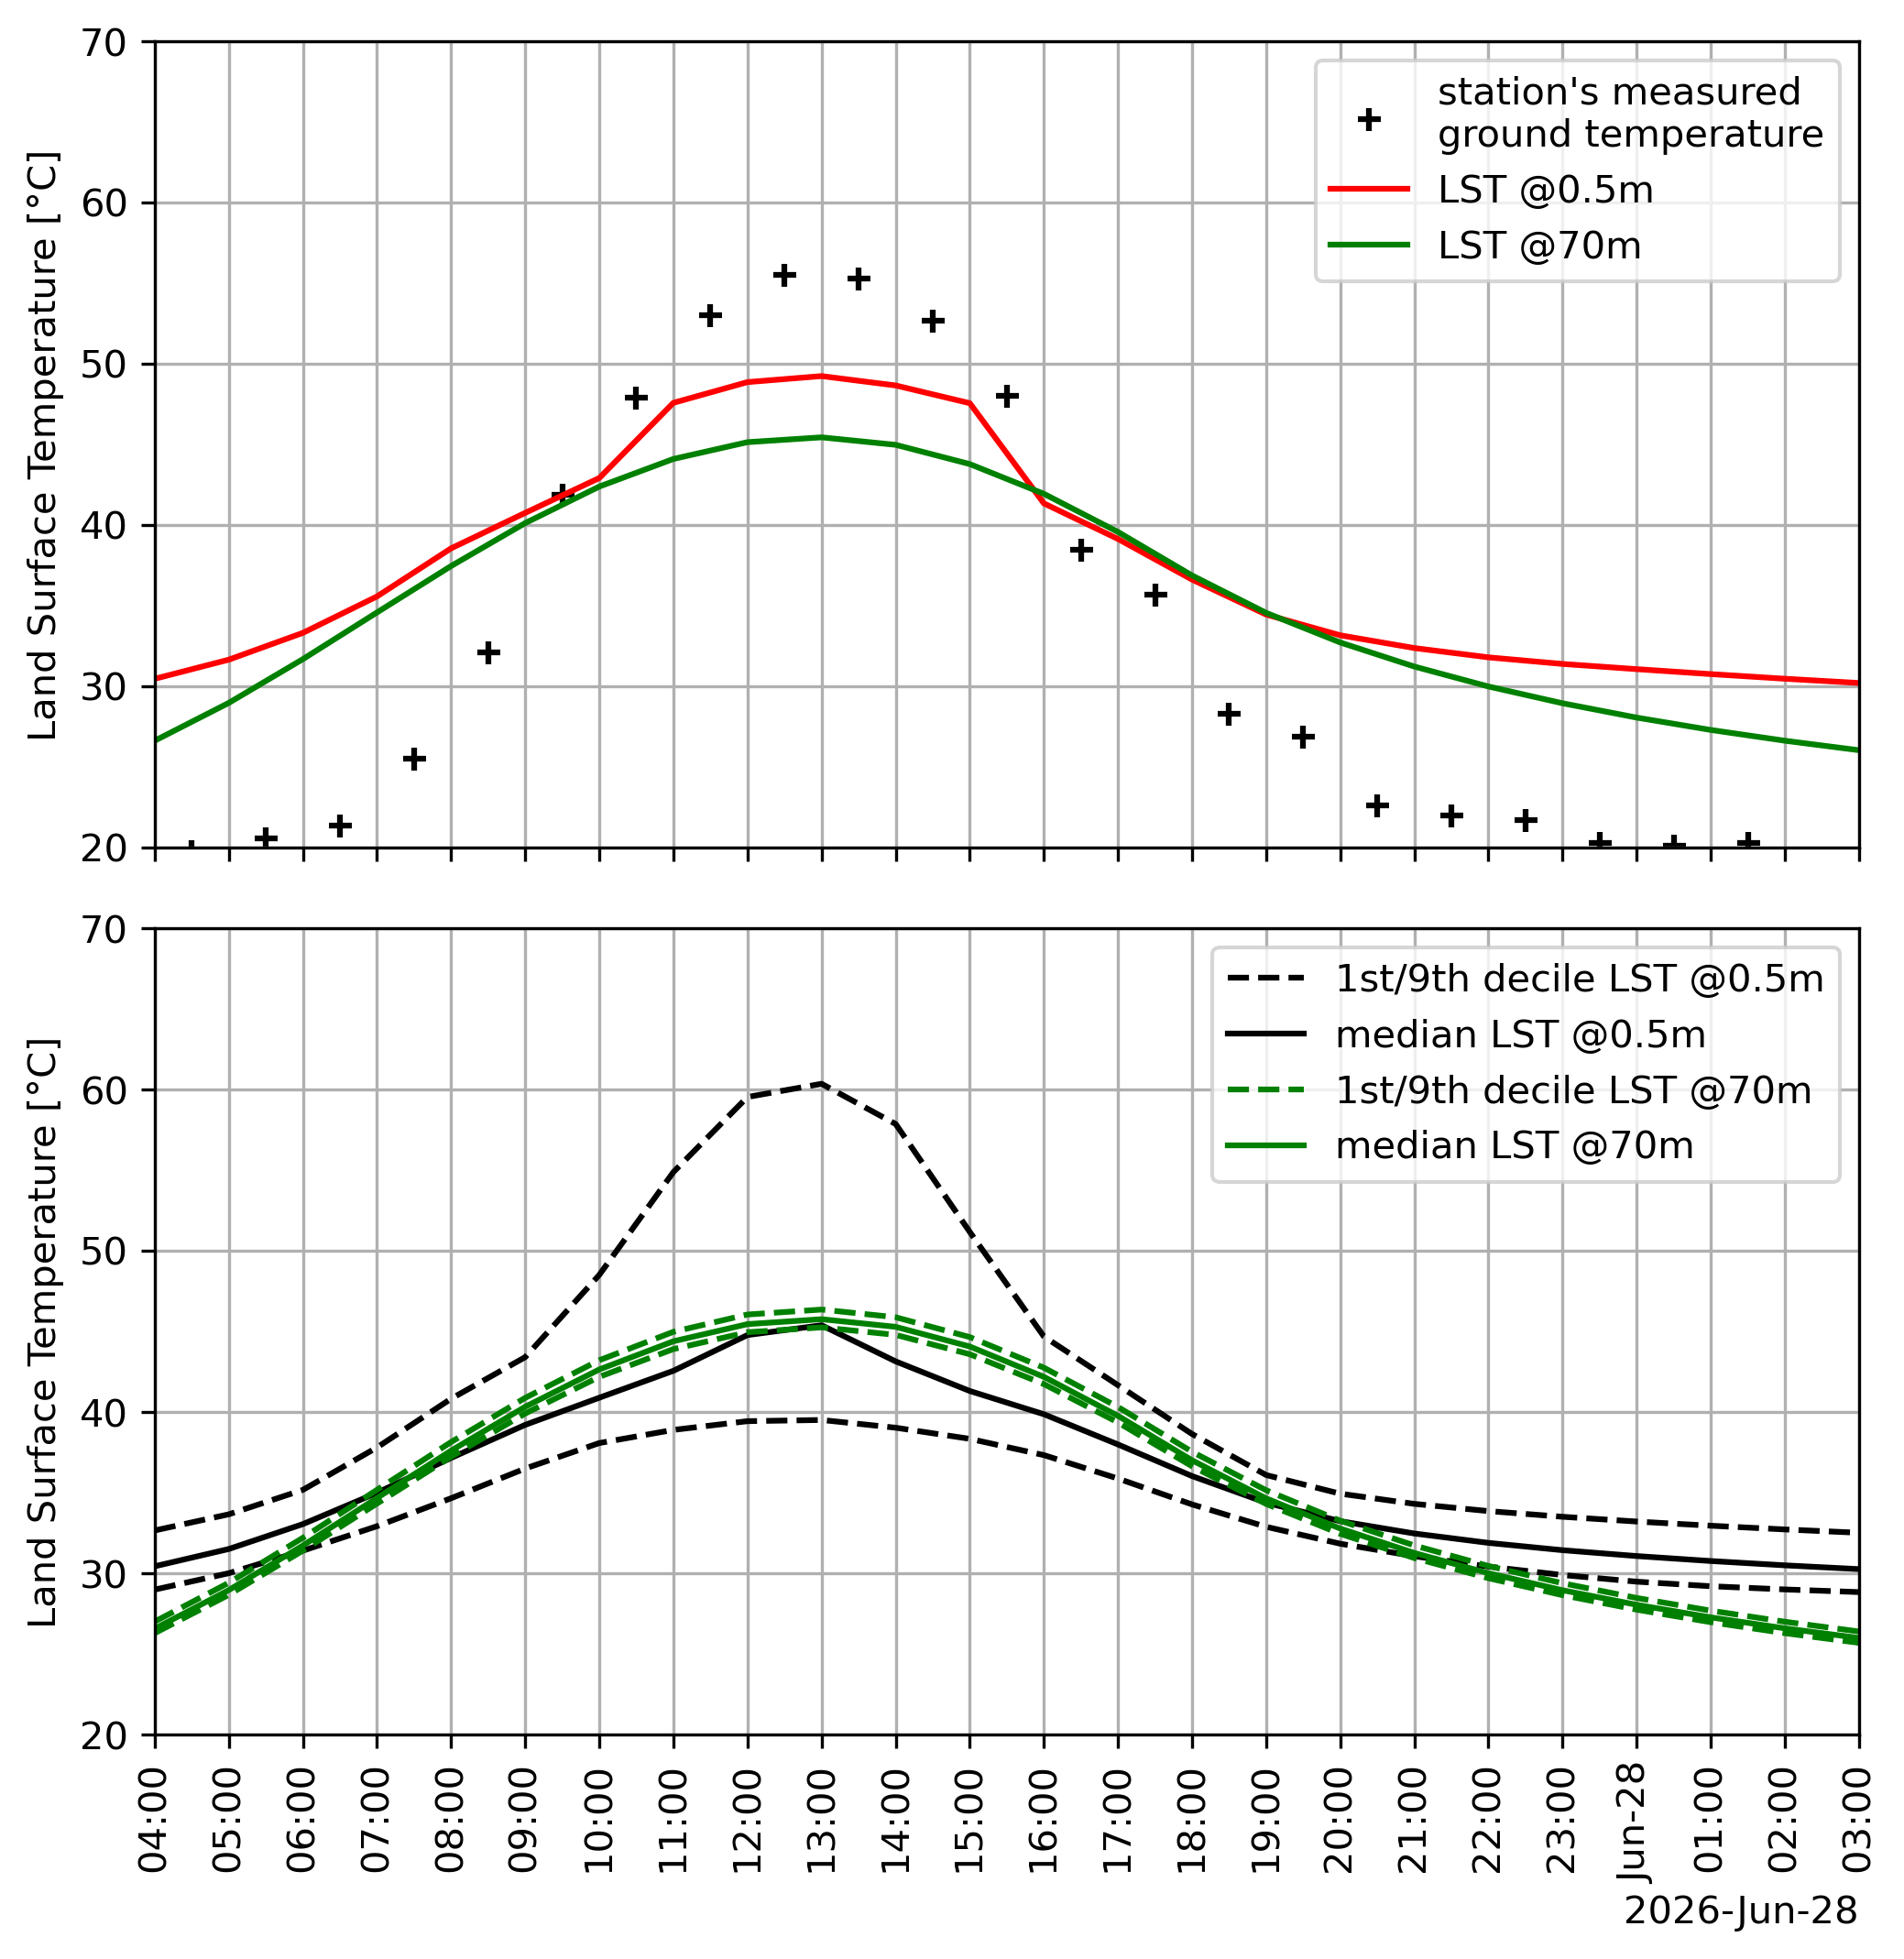 70
60
50
40
30
20
Land Surface Temperature [°C]
station's measured
ground temperature
LST @0.5m
LST @70m
70
60
50
40
30
20
Land Surface Temperature [°C]
1st/9th decile LST @0.5m
median LST @0.5m
1st/9th decile LST @70m
median LST @70m
04:00
05:00
06:00
07:00
08:00
09:00
10:00
11:00
12:00
13:00
14:00
15:00
16:00
17:00
18:00
19:00
20:00
21:00
22:00
23:00
Jun-28
01:00
02:00
03:00
2026-Jun-28